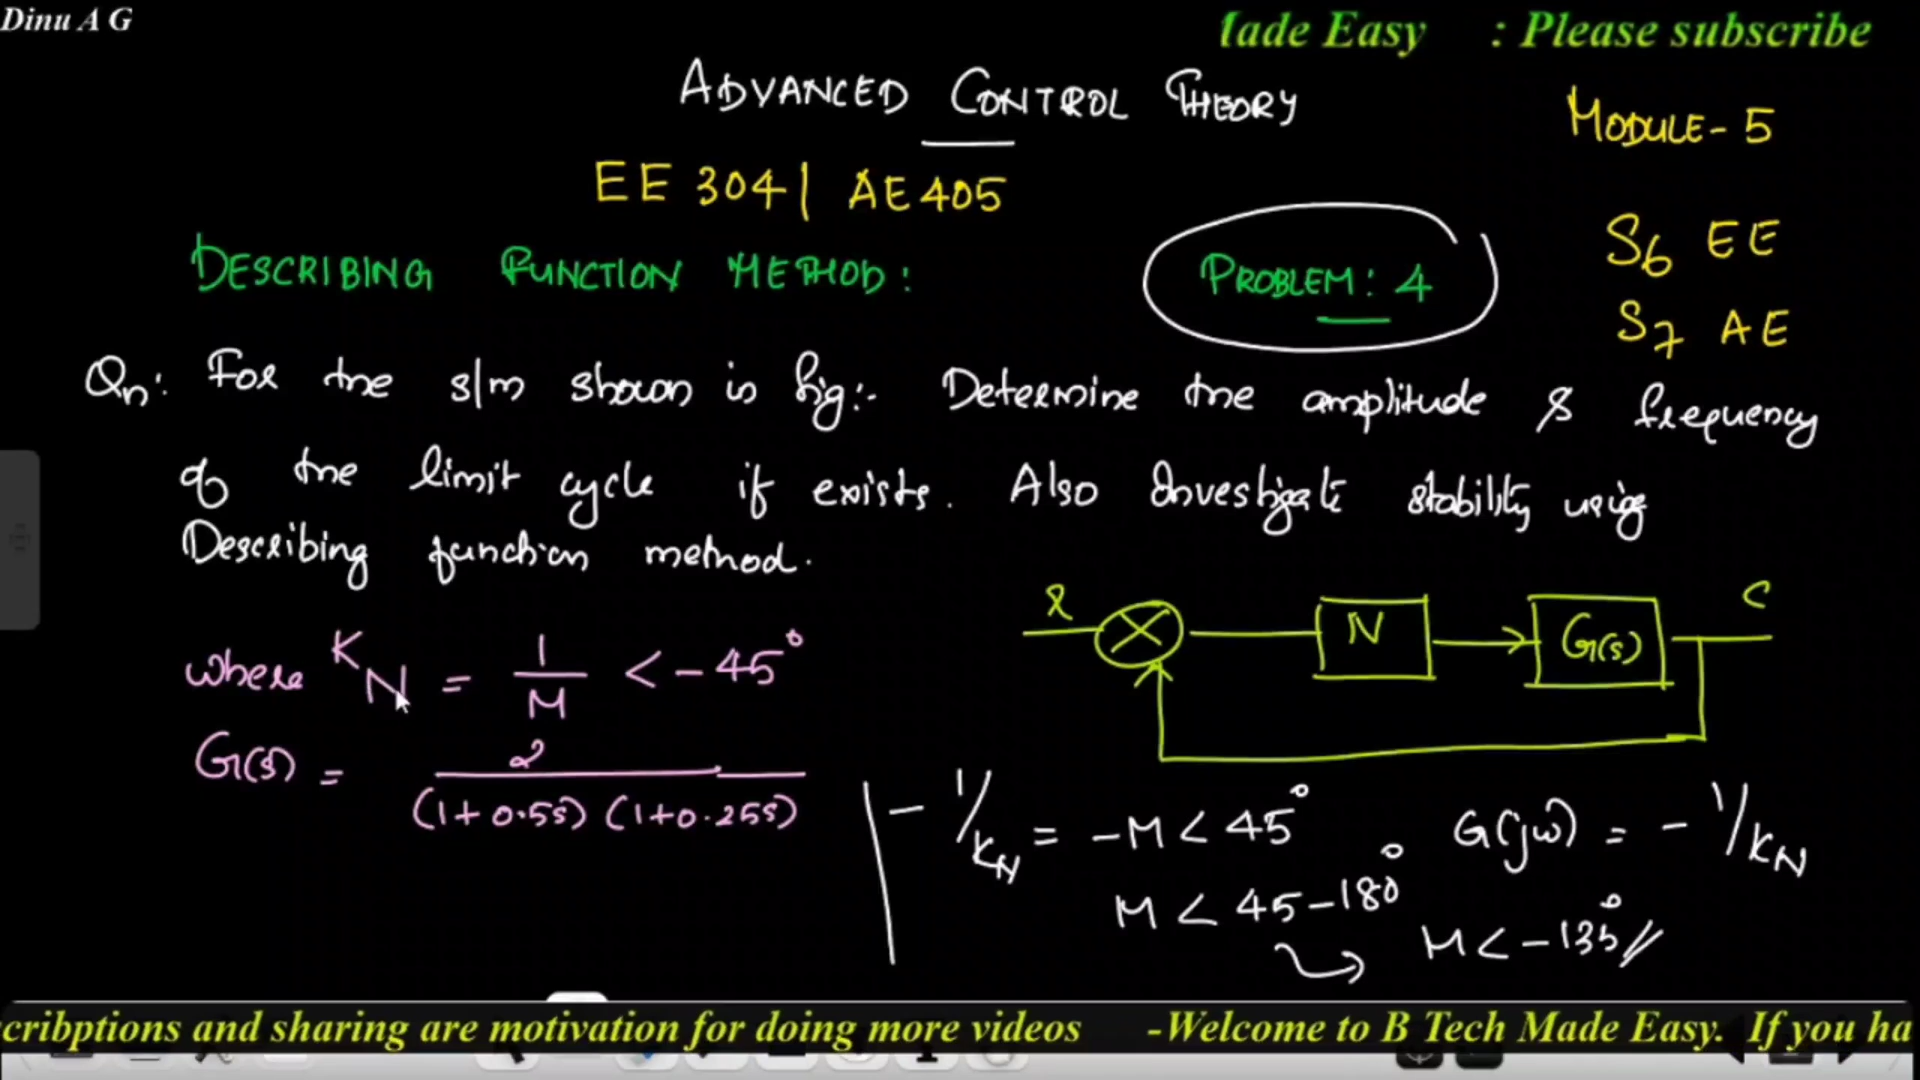 Dinu A G
Made Easy : Please subscribe
ADVANCED CONTROL THEORY
MODULE - 5
EE 304 | AE 405
S6 EE
DESCRIBING FUNCTION METHOD :
PROBLEM : 4
S7 AE
Qn: For the s/m shown in fig:- Determine the amplitude & frequency
of the limit cycle if exists. Also Investigate stability using
Describing function method.
R
C
N
G(s)
where KN = 1/M < -45°
G(s) = 2/(1+0.5s) (1+0.25s)
- 1/KN = -M < 45°
G(jω) = - 1/KN
M < 45-180°
M < -135° //
cribptions and sharing are motivation for doing more videos -Welcome to B Tech Made Easy. If you ha